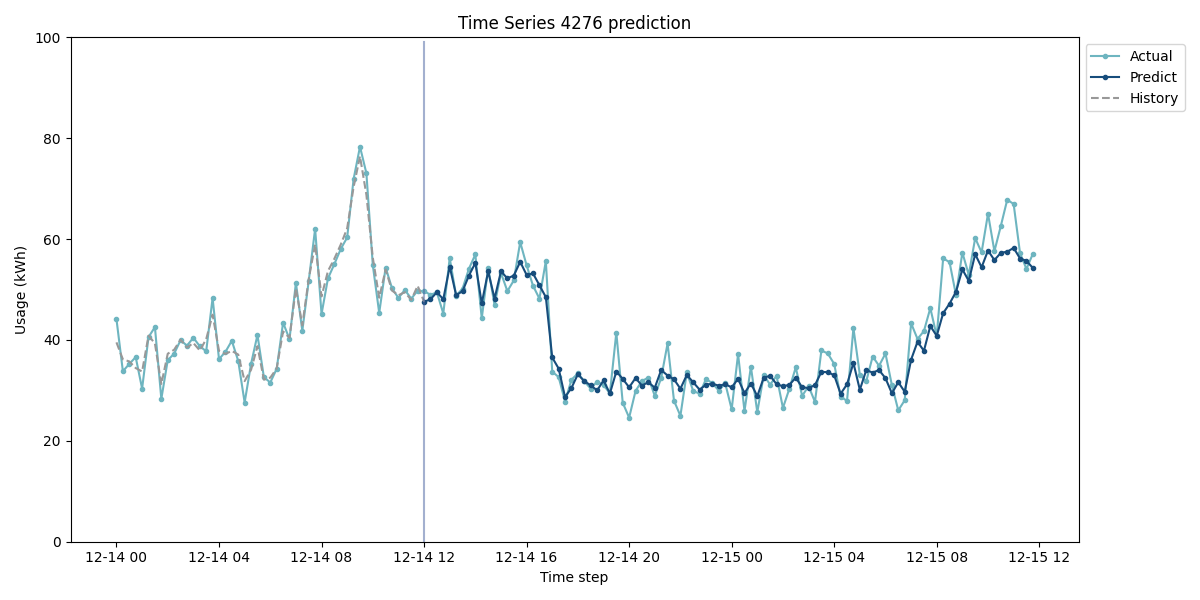 Time Series 4276 prediction
100
80
60
40
20
0
Usage (kWh)
12-14 00
12-14 04
12-14 08
12-14 12
12-14 16
12-14 20
12-15 00
12-15 04
12-15 08
12-15 12
Time step
Actual
Predict
History